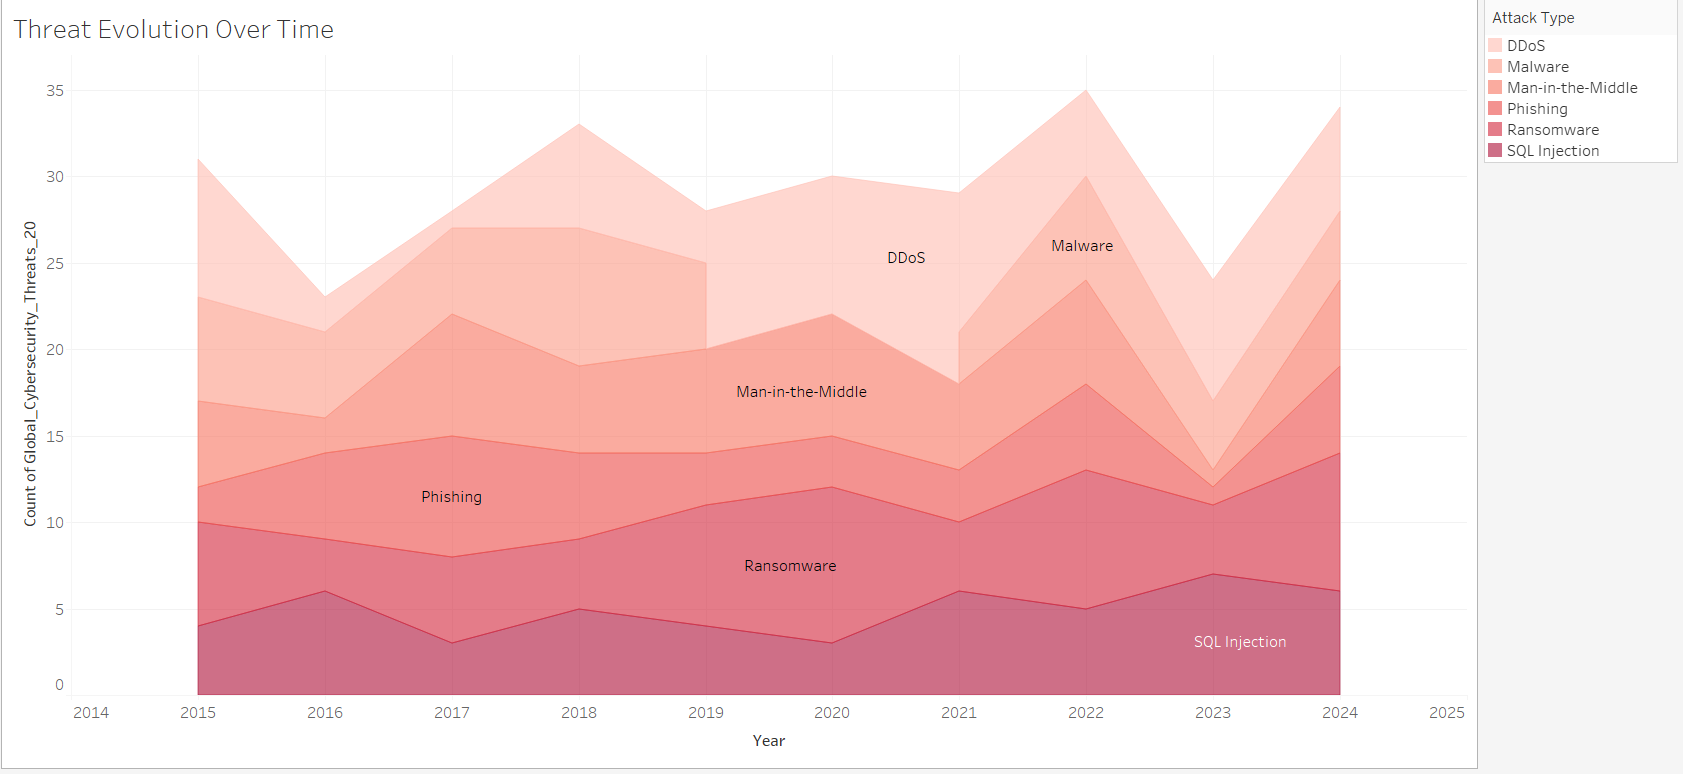 Threat Evolution Over Time
Attack Type
DDoS
Malware
Man-in-the-Middle
Phishing
Ransomware
SQL Injection
Count of Global_Cybersecurity_Threats_20
35
30
25
20
15
10
5
0
DDoS
Malware
Man-in-the-Middle
Phishing
Ransomware
SQL Injection
2014 2015 2016 2017 2018 2019 2020 2021 2022 2023 2024 2025
Year